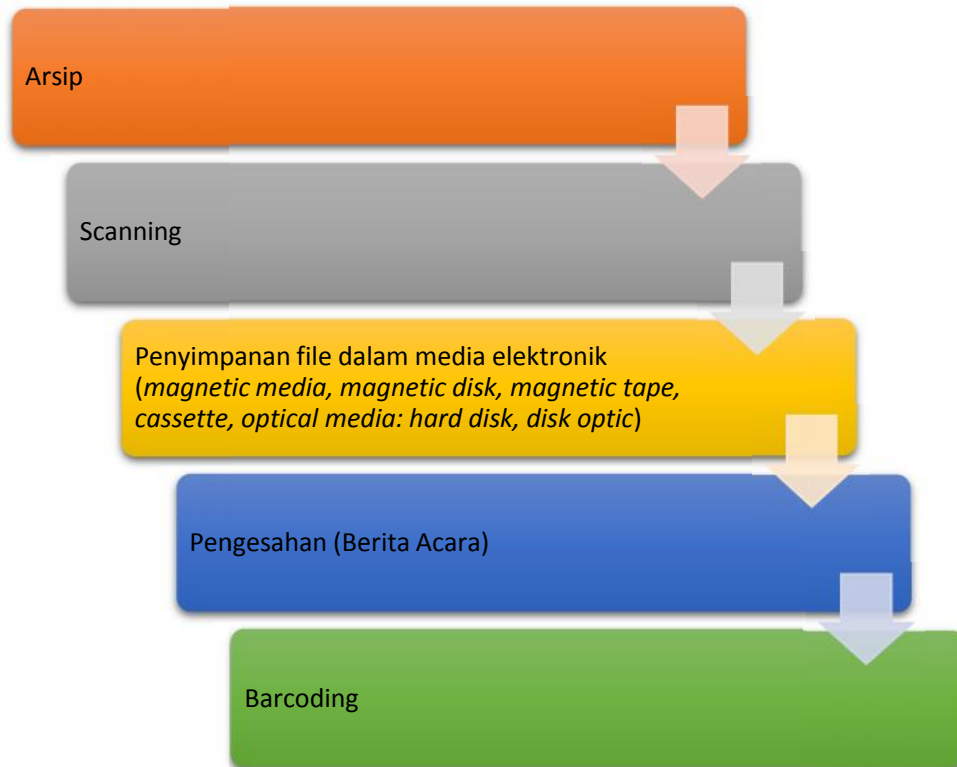 Arsip
Scanning
Penyimpanan file dalam media elektronik
(magnetic media, magnetic disk, magnetic tape,
cassette, optical media: hard disk, disk optic)
Pengesahan (Berita Acara)
Barcoding